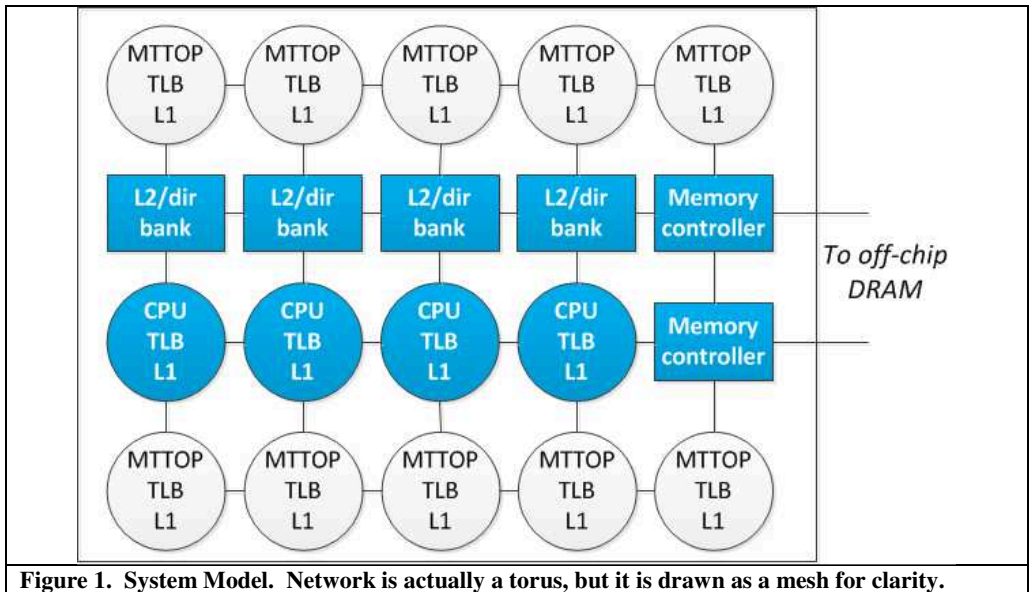 MTTOP MTTOP MTTOP MTTOP MTTOP
TLB TLB TLB TLB TLB
L1 L1 L1 L1 L1
L2/dir L2/dir L2/dir L2/dir Memory
bank bank bank bank controller
To off-chip
DRAM
CPU CPU CPU CPU Memory
TLB TLB TLB TLB controller
L1 L1 L1 L1
MTTOP MTTOP MTTOP MTTOP MTTOP
TLB TLB TLB TLB TLB
L1 L1 L1 L1 L1
Figure 1. System Model. Network is actually a torus, but it is drawn as a mesh for clarity.